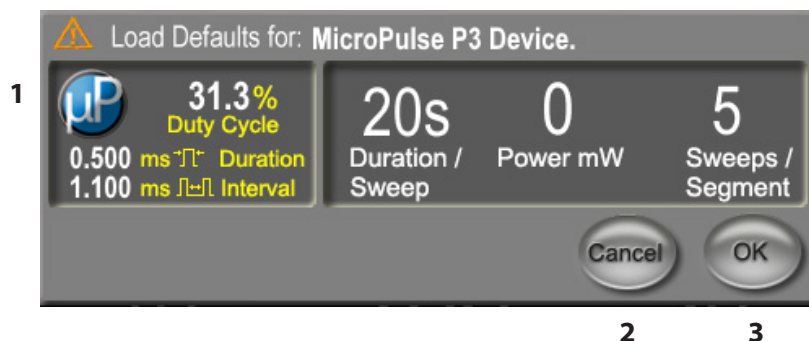 Load Defaults for: MicroPulse P3 Device.
1
µP
31.3%
Duty Cycle
0.500 ms Duration
1.100 ms Interval
20s
Duration /
Sweep
0
Power mW
5
Sweeps /
Segment
Cancel
OK
2
3